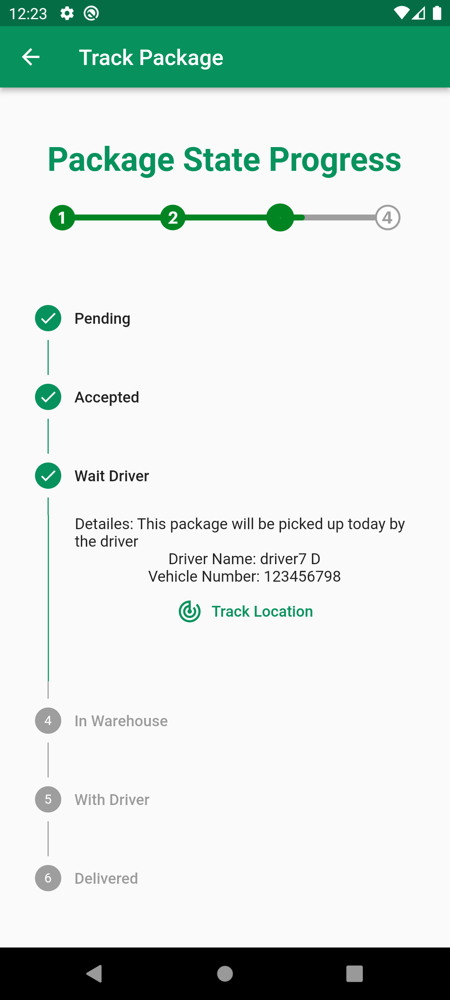 12:23
Track Package
Package State Progress
1 2 4
Pending
Accepted
Wait Driver
Detailes: This package will be picked up today by
the driver
Driver Name: driver7 D
Vehicle Number: 123456798
Track Location
4 In Warehouse
5 With Driver
6 Delivered